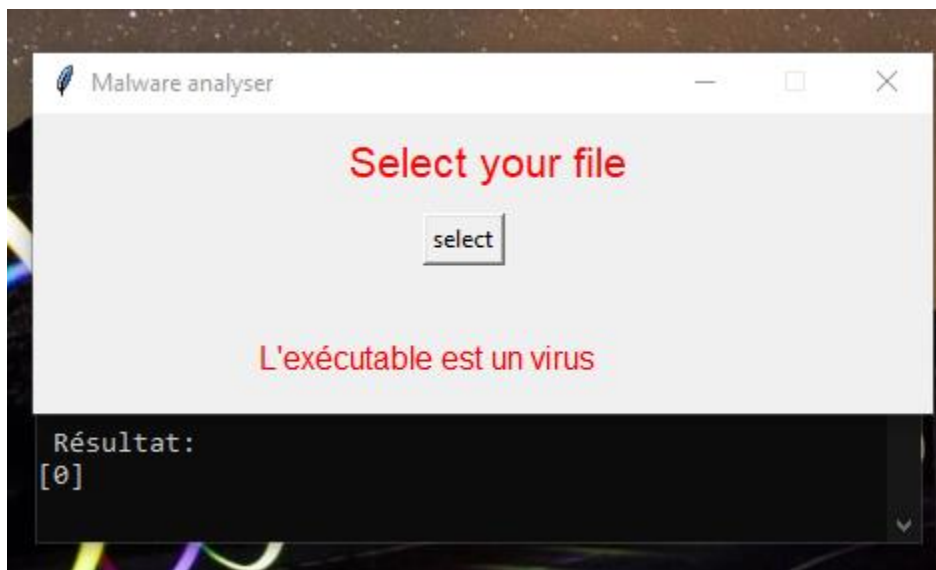 Malware analyser
Select your file
select
L'exécutable est un virus
Résultat:
[0]